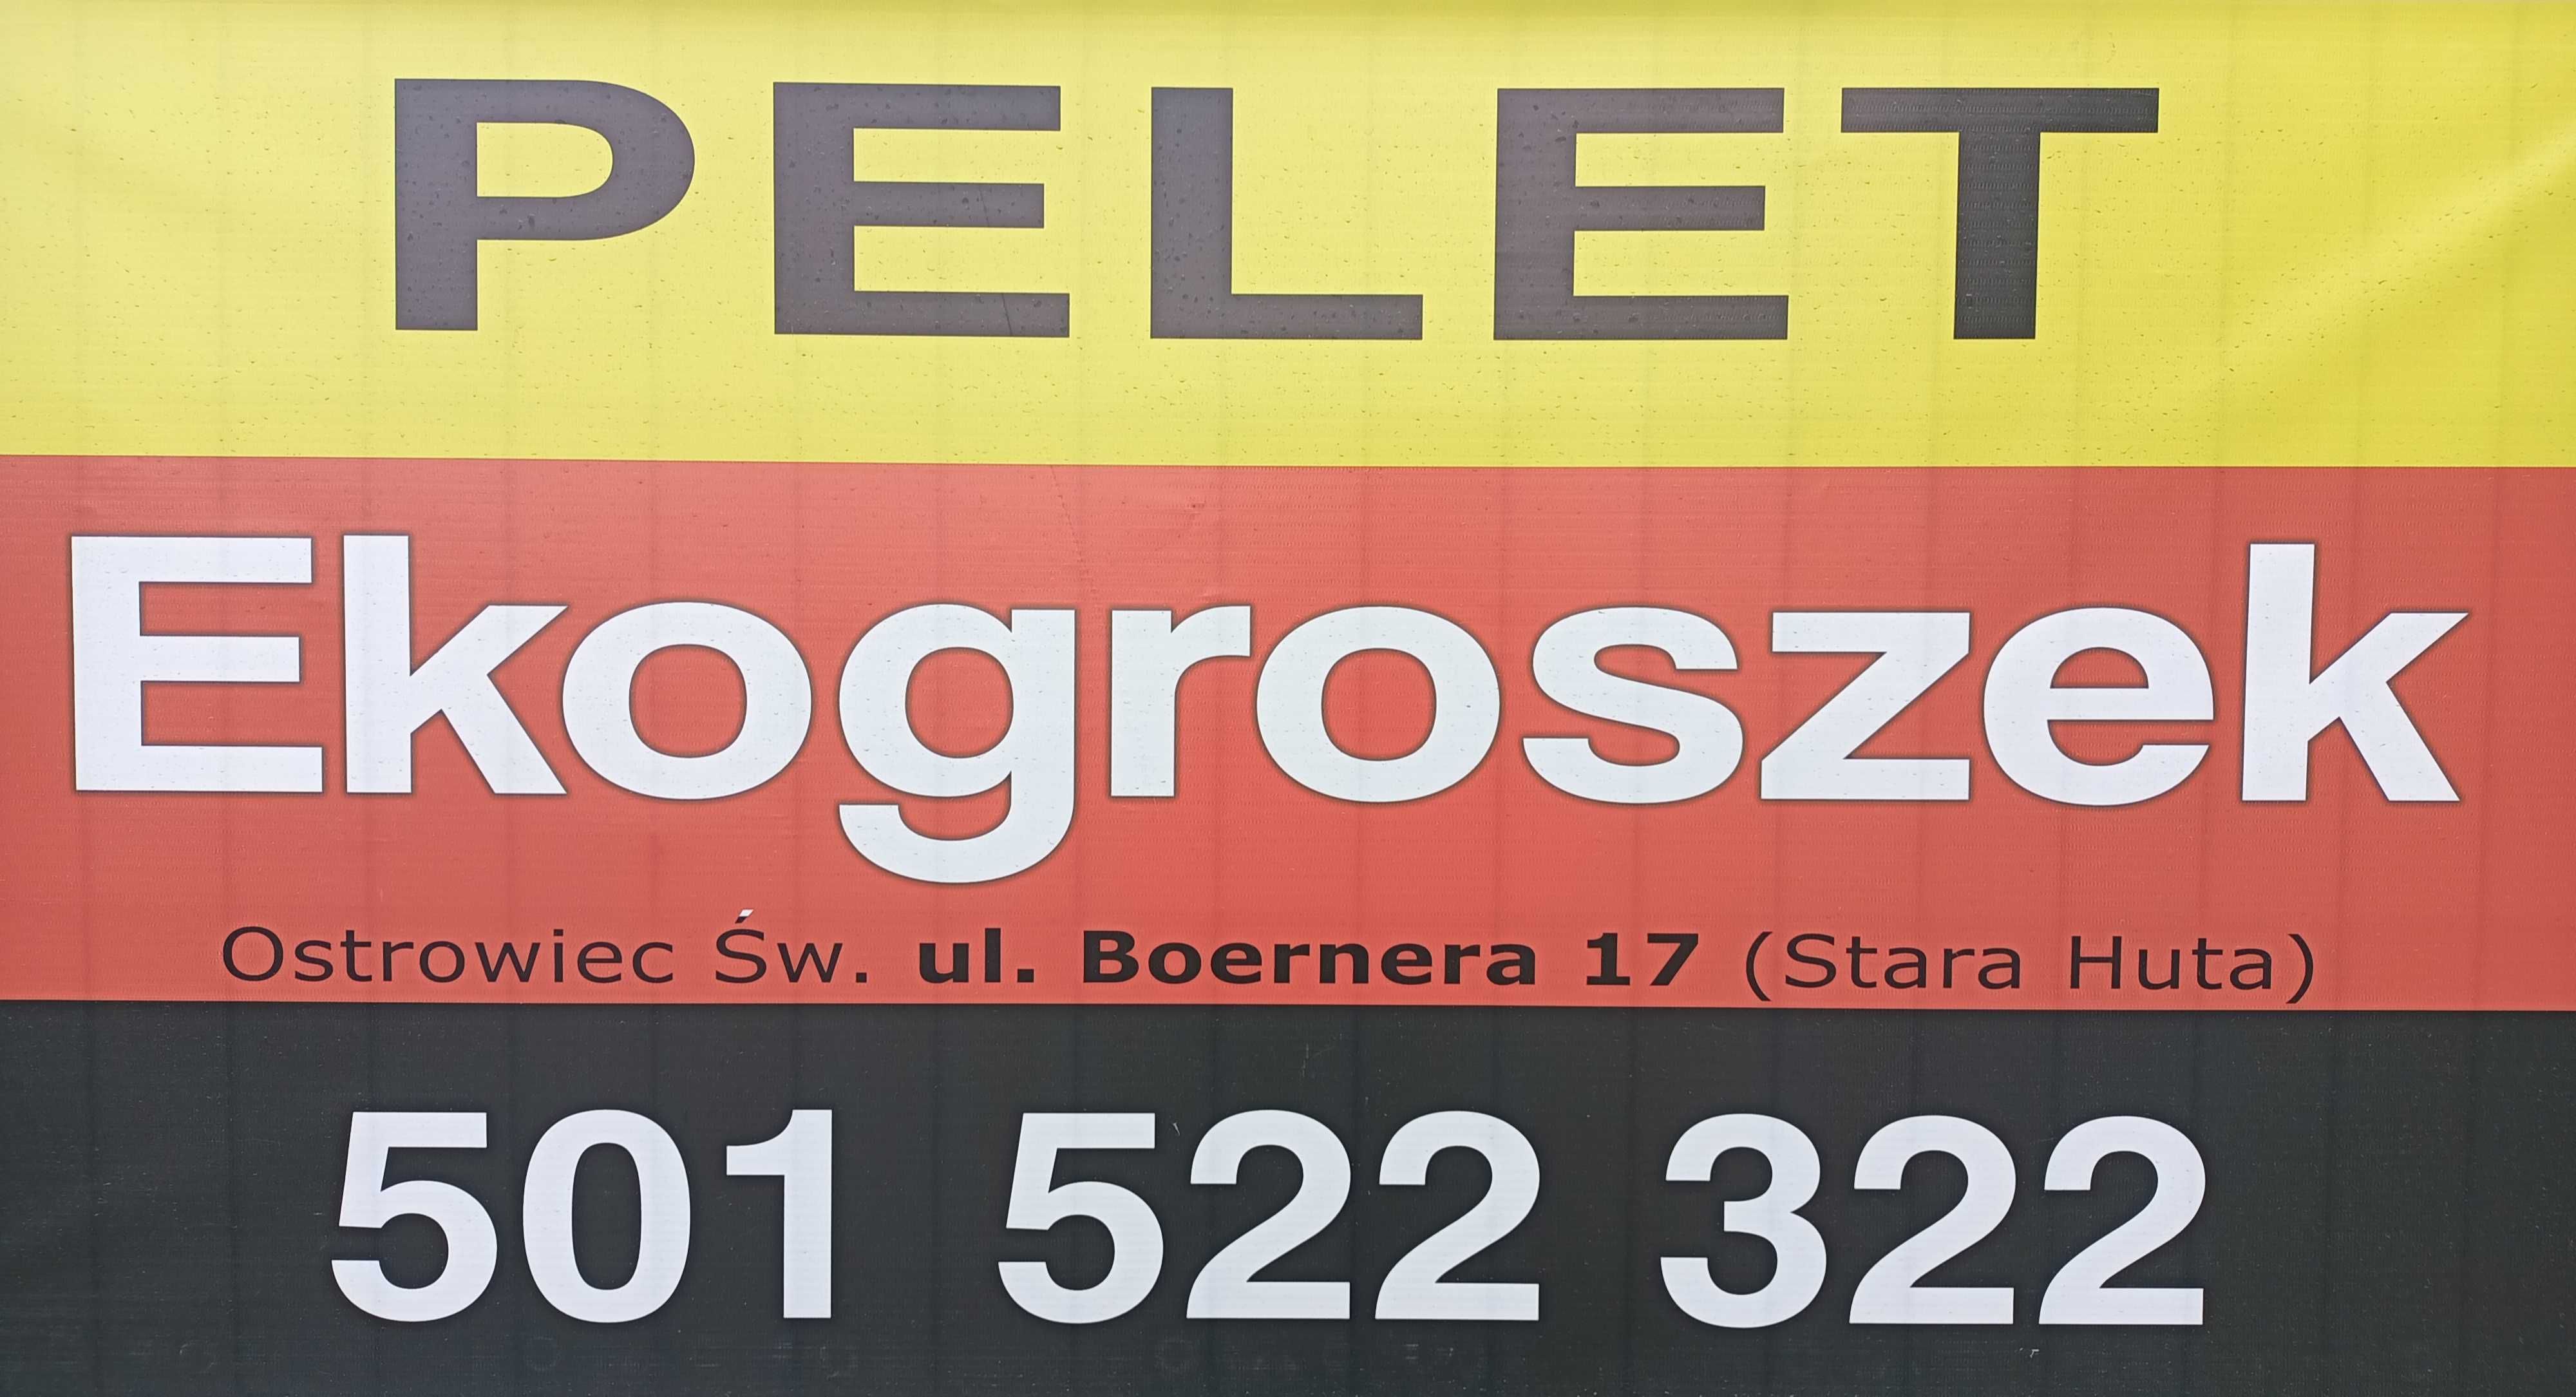 PELET
Ekogroszek
Ostrowiec Św. ul. Boernera 17 (Stara Huta)
501 522 322